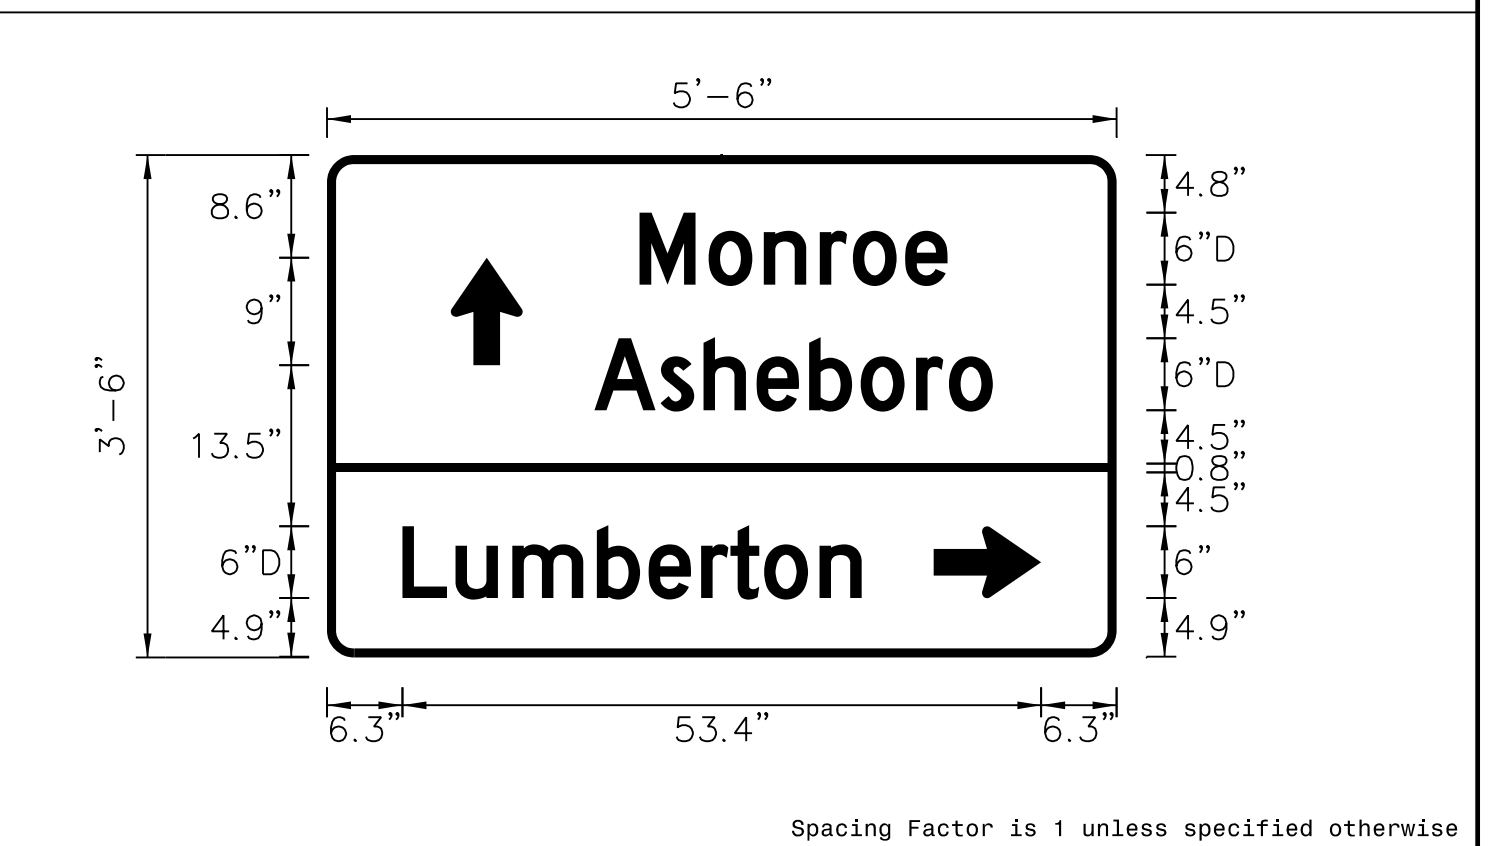 5’-6”
8.6”
4.8”
Monroe
6”D
9”
4.5”
3’-6”
Asheboro
6”D
13.5”
4.5”
0.8”
4.5”
Lumberton
6”D
6”
4.9”
4.9”
6.3”
53.4”
6.3”
Spacing Factor is 1 unless specified otherwise